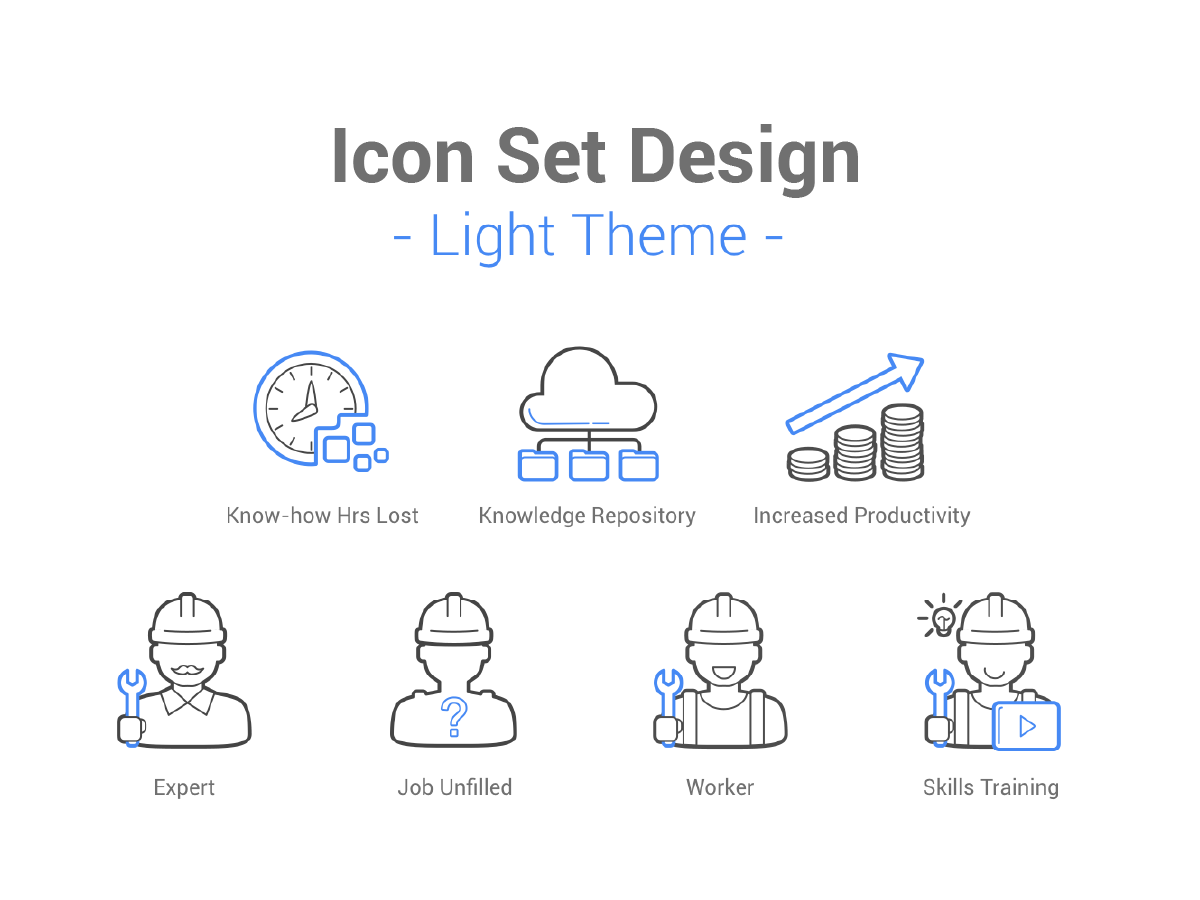 Icon Set Design
- Light Theme -
Know-how Hrs Lost
Knowledge Repository
Increased Productivity
?
Expert
Job Unfilled
Worker
Skills Training